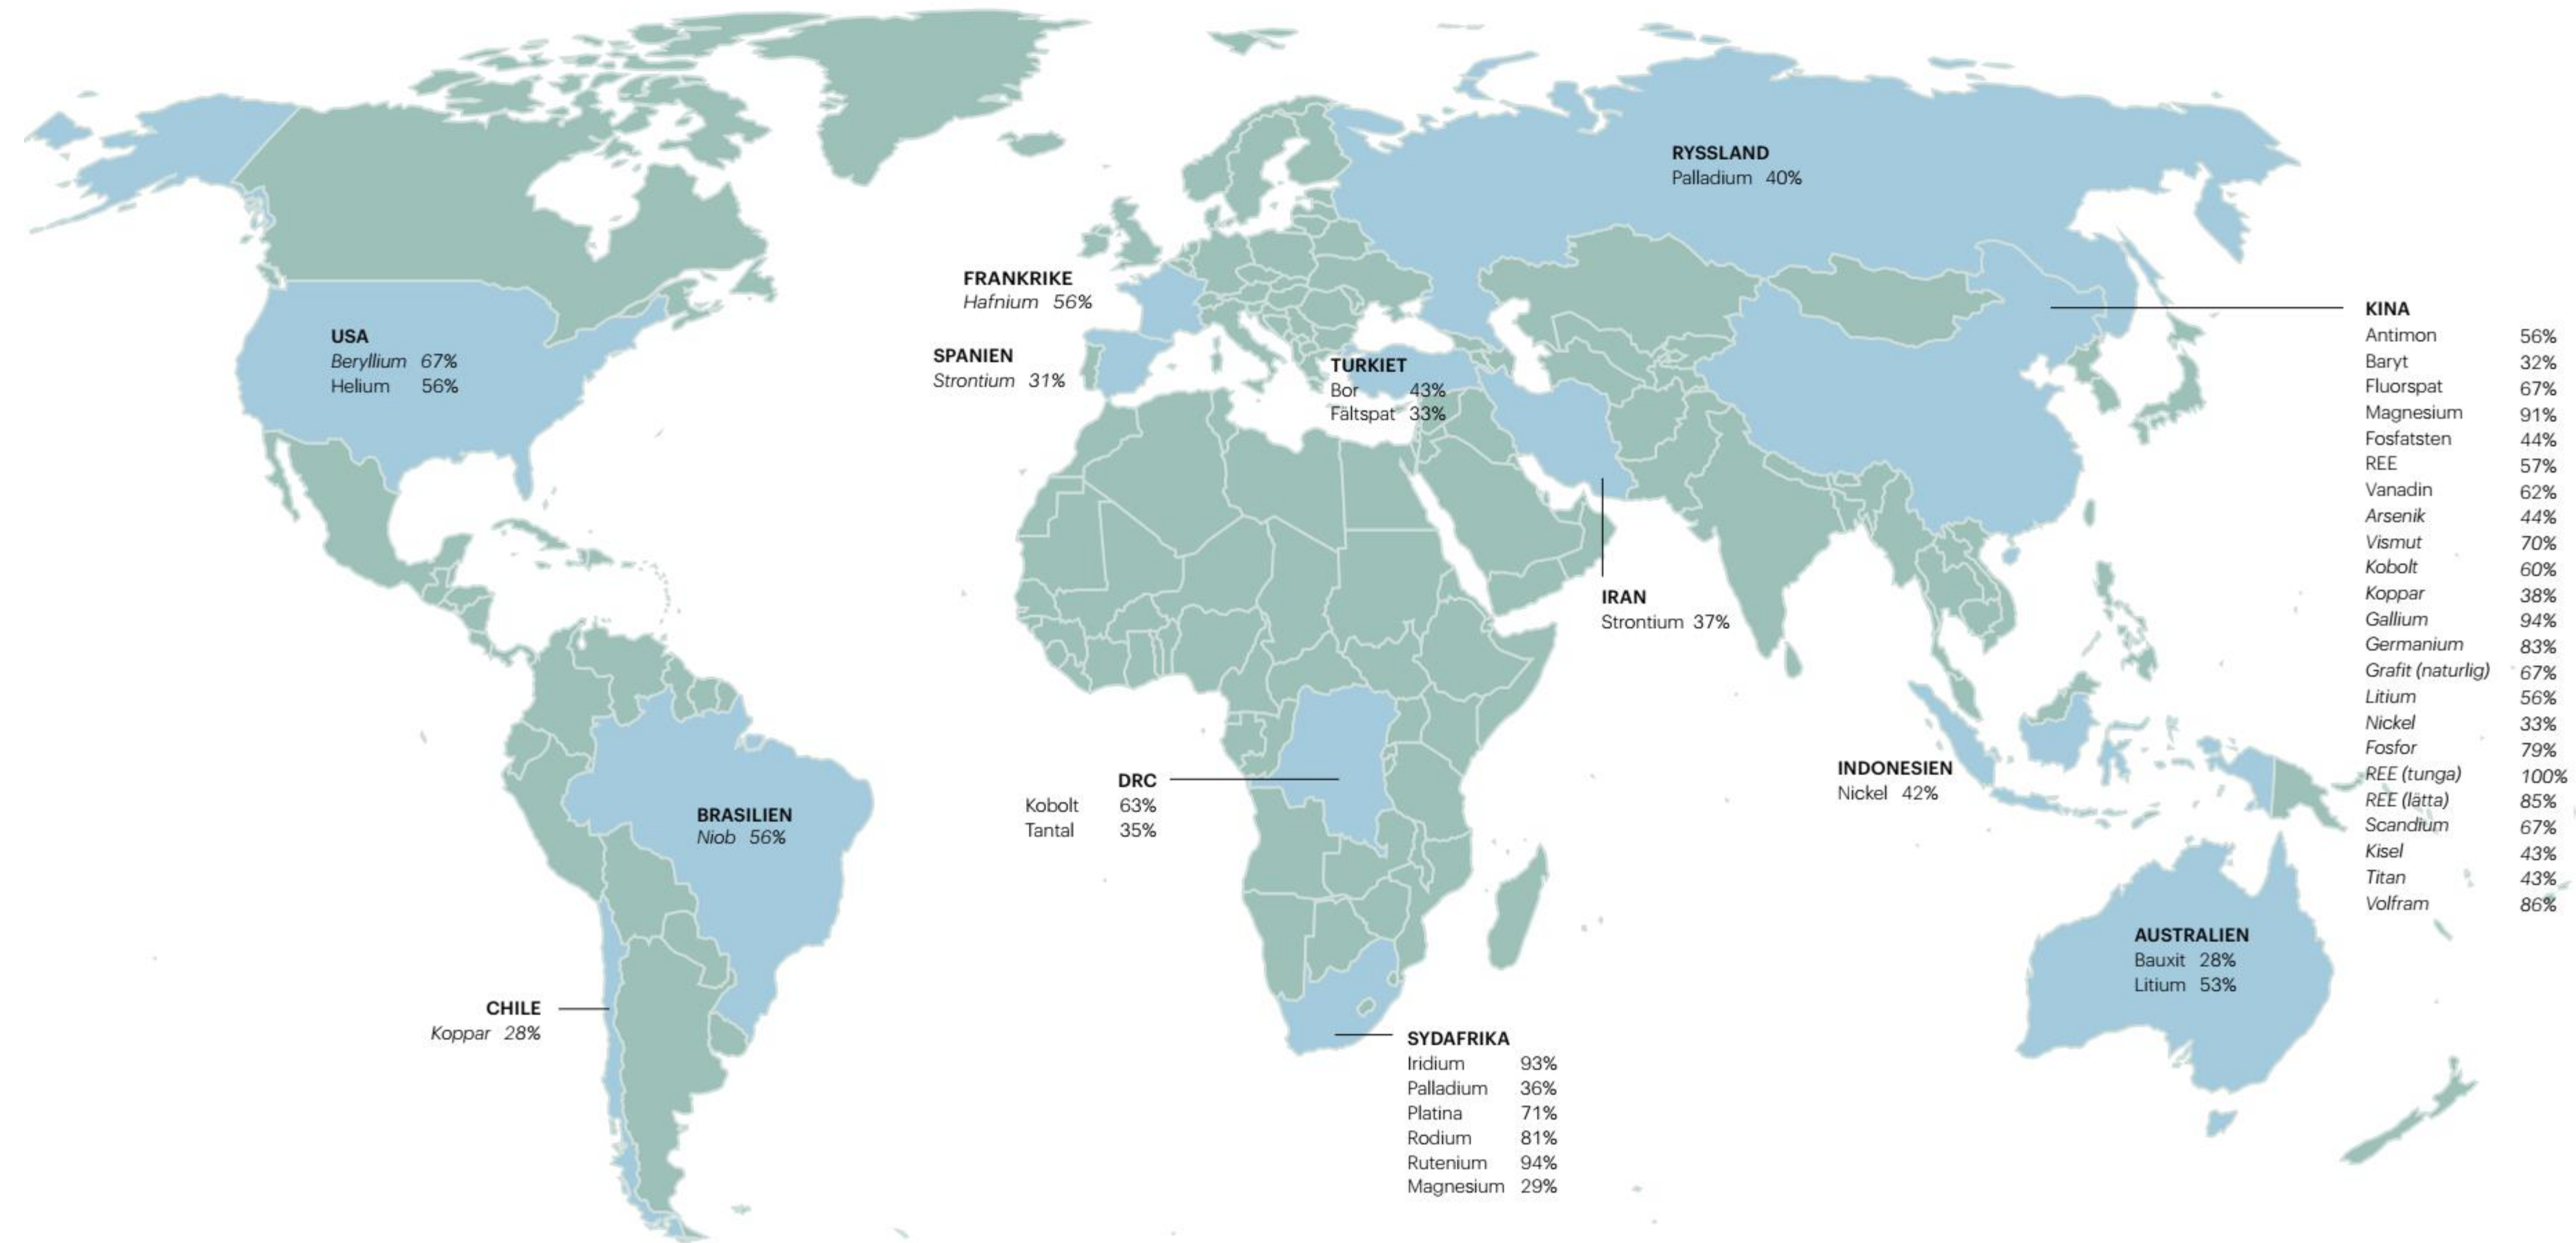 RYSSLAND
Palladium 40%
FRANKRIKE
Hafnium 56%
USA
Beryllium 67%
Helium 56%
SPANIEN
Strontium 31%
TURKIET
Bor 43%
Fältspat 33%
KINA
Antimon 56%
Baryt 32%
Fluorspat 67%
Magnesium 91%
Fosfatsten 44%
REE 57%
Vanadin 62%
Arsenik 44%
Vismut 70%
Kobolt 60%
Koppar 38%
Gallium 94%
Germanium 83%
Grafit (naturlig) 67%
Litium 56%
Nickel 33%
Fosfor 79%
REE (tunga) 100%
REE (lätta) 85%
Scandium 67%
Kisel 43%
Titan 43%
Volfram 86%
IRAN
Strontium 37%
DRC
Kobolt 63%
Tantal 35%
INDONESIEN
Nickel 42%
BRASILIEN
Niob 56%
AUSTRALIEN
Bauxit 28%
Litium 53%
CHILE
Koppar 28%
SYDAFRIKA
Iridium 93%
Palladium 36%
Platina 71%
Rodium 81%
Rutenium 94%
Magnesium 29%